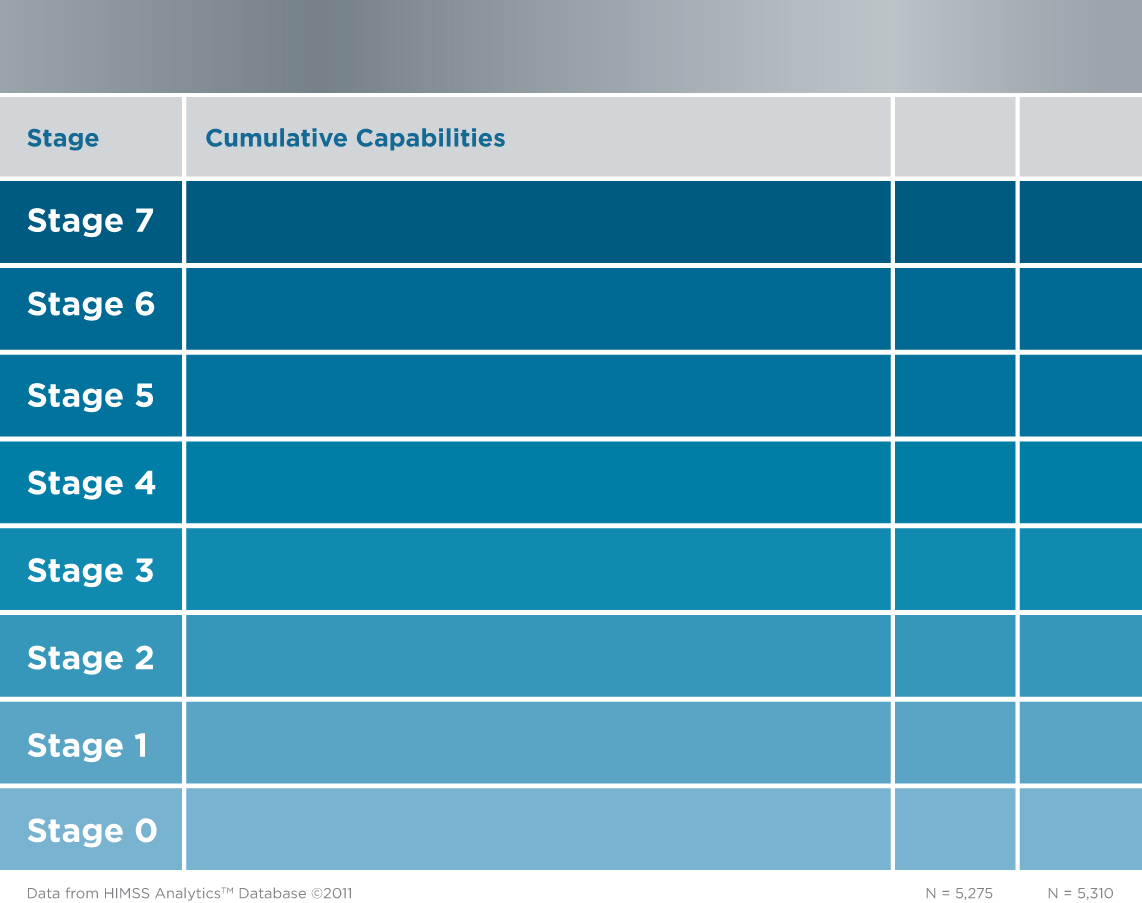 Stage Cumulative Capabilities
Stage 7
Stage 6
Stage 5
Stage 4
Stage 3
Stage 2
Stage 1
Stage 0
Data from HIMSS Analytics™ Database ©2011 N = 5,275 N = 5,310